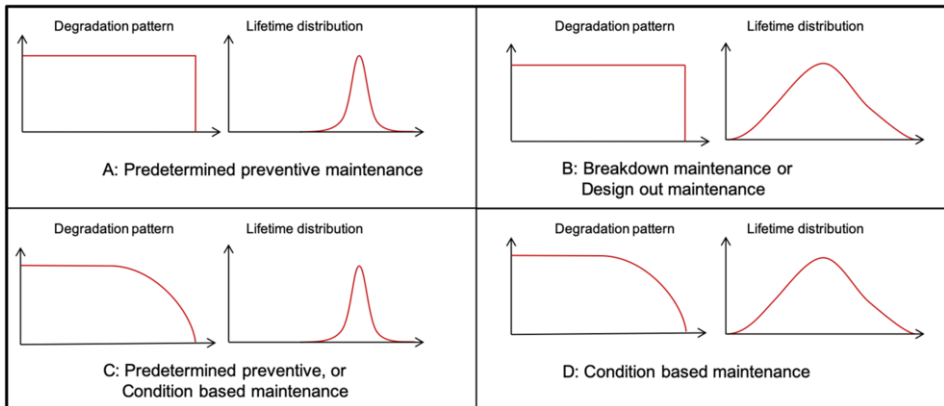 Degradation pattern
Lifetime distribution
A: Predetermined preventive maintenance
Degradation pattern
Lifetime distribution
B: Breakdown maintenance or
Design out maintenance
Degradation pattern
Lifetime distribution
C: Predetermined preventive, or
Condition based maintenance
Degradation pattern
Lifetime distribution
D: Condition based maintenance